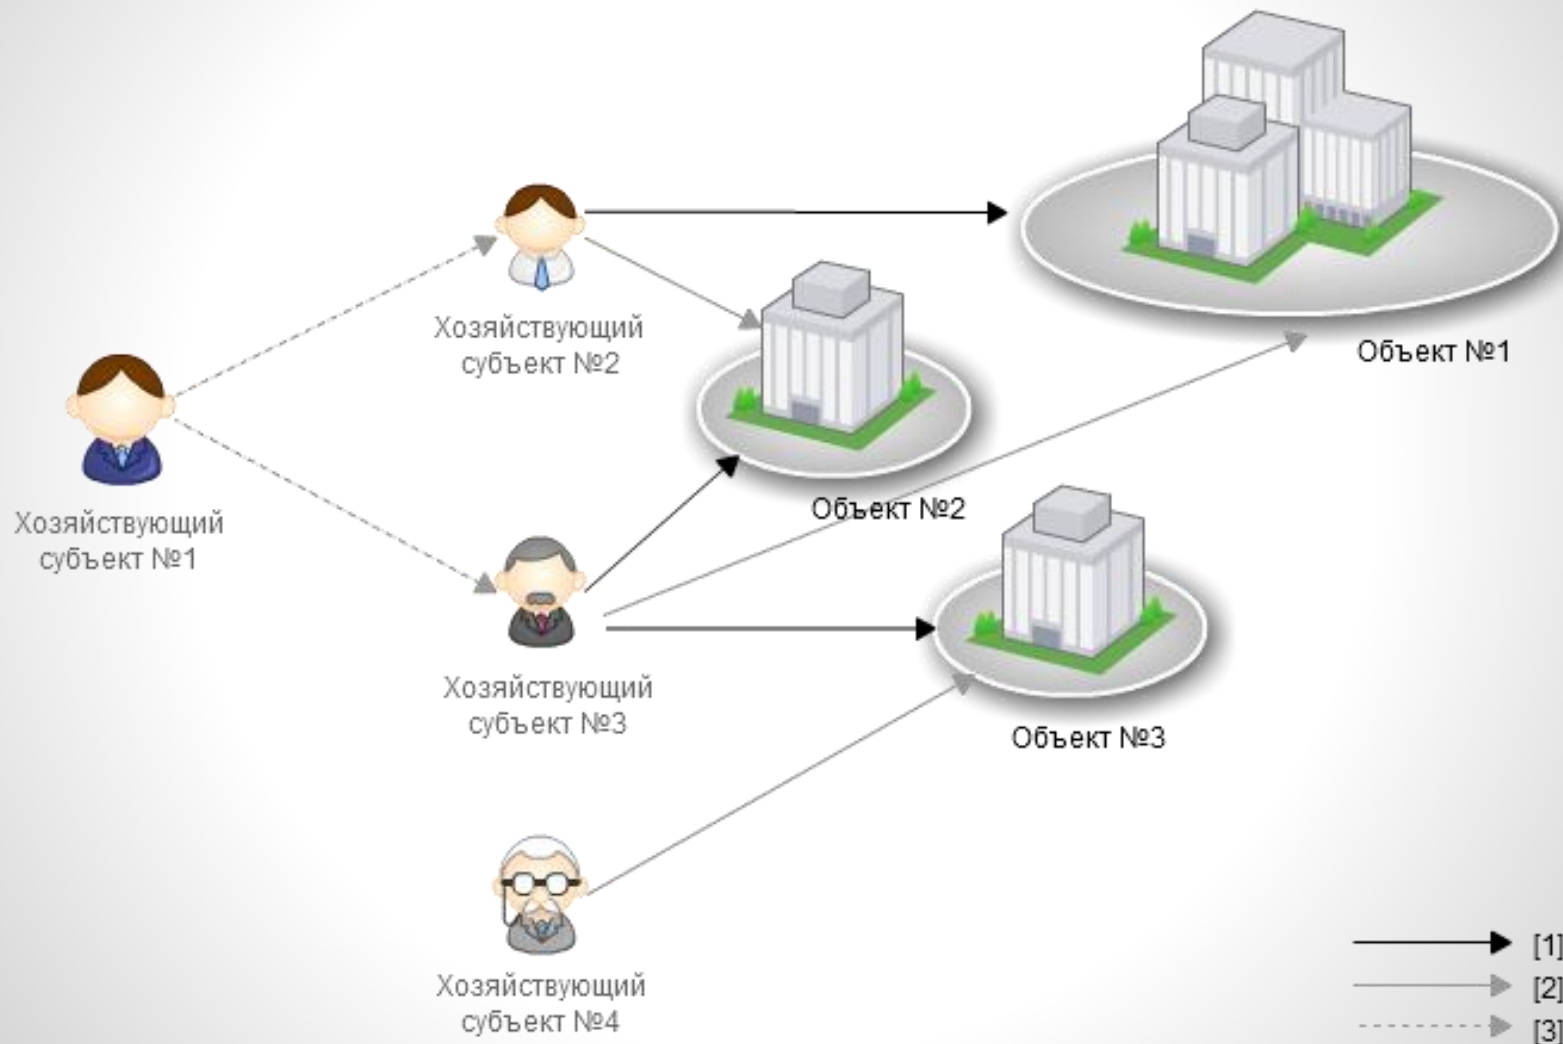 Объект №1
Хозяйствующий
субъект №2
Объект №2
Хозяйствующий
субъект №1
Хозяйствующий
субъект №3
Объект №3
Хозяйствующий
субъект №4
[1]
[2]
[3]